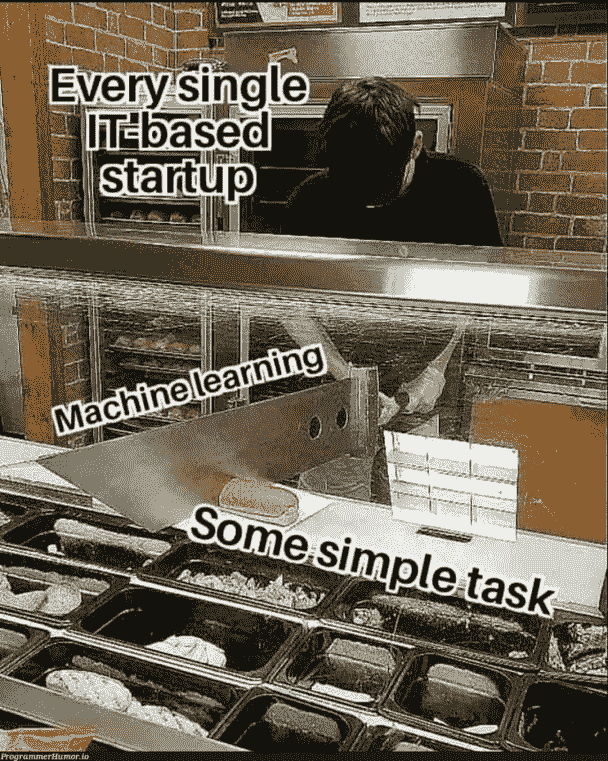 Every single
IT-based
startup
Machine learning
Some simple task
ProgrammerHumor.io